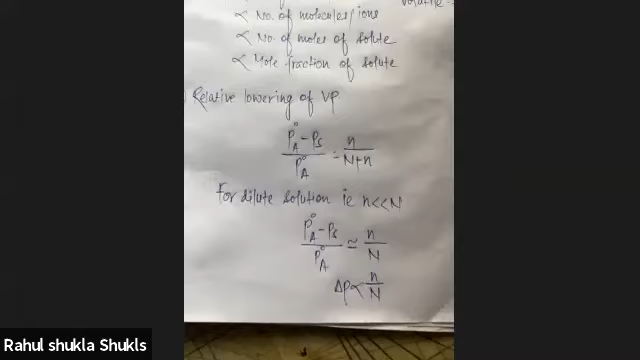 volatile
∝ No. of molecules/ions
∝ No. of moles of solute
∝ Mole fraction of solute
Relative lowering of VP
(P°A − Ps)/P°A = n/(N+n)
For dilute solution ie n<<N
(P°A − Ps)/P°A ≃ n/N
Δp ∝ n/N
Rahul shukla Shukls